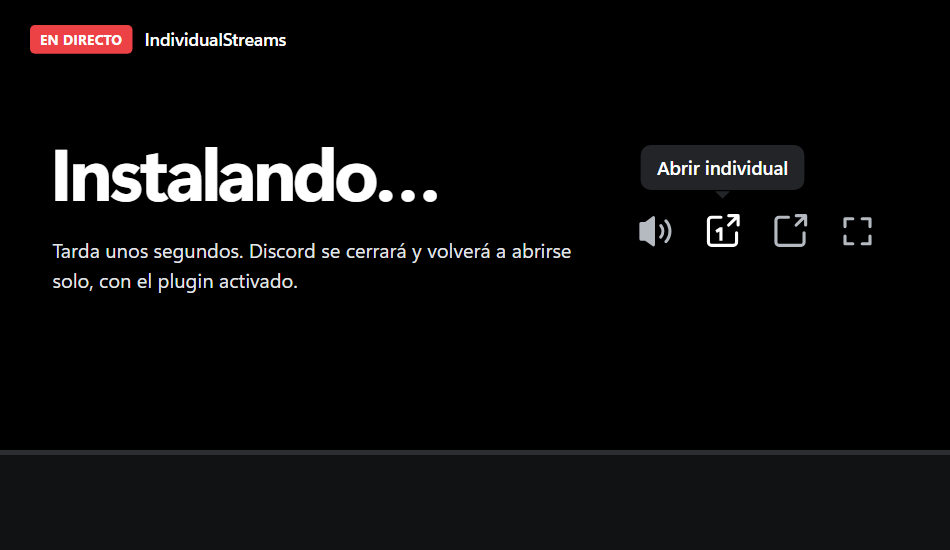 EN DIRECTO IndividualStreams
Instalando...
Tarda unos segundos. Discord se cerrará y volverá a abrirse
solo, con el plugin activado.
Abrir individual
1